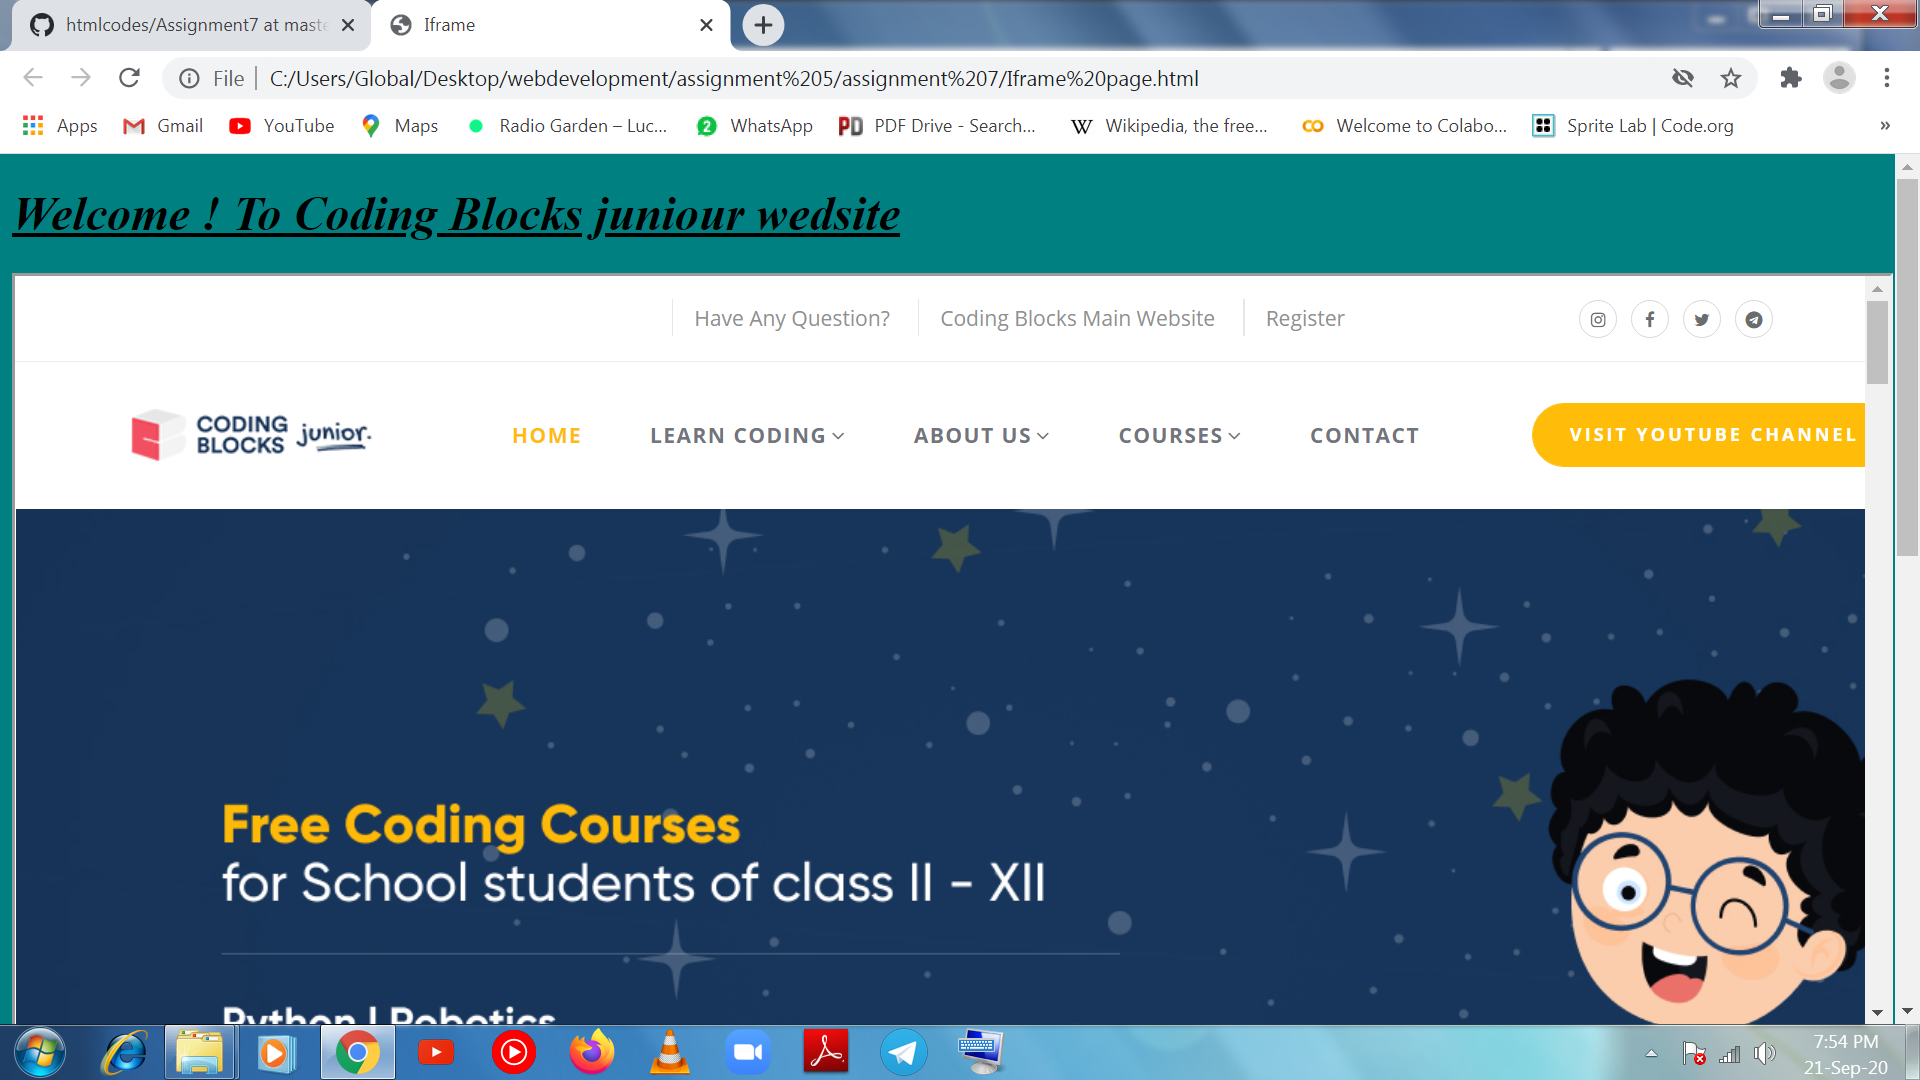 htmlcodes/Assignment7 at maste
Iframe
File
C:/Users/Global/Desktop/webdevelopment/assignment%205/assignment%207/Iframe%20page.html
Apps
Gmail
YouTube
Maps
Radio Garden – Luc...
2
WhatsApp
PD
PDF Drive - Search...
W
Wikipedia, the free...
Welcome to Colabo...
Sprite Lab | Code.org
»
Welcome ! To Coding Blocks juniour wedsite
Have Any Question?
Coding Blocks Main Website
Register
CODING BLOCKS junior.
HOME
LEARN CODING
ABOUT US
COURSES
CONTACT
VISIT YOUTUBE CHANNEL
Free Coding Courses
for School students of class II - XII
Python | Robotics
7:54 PM
21-Sep-20